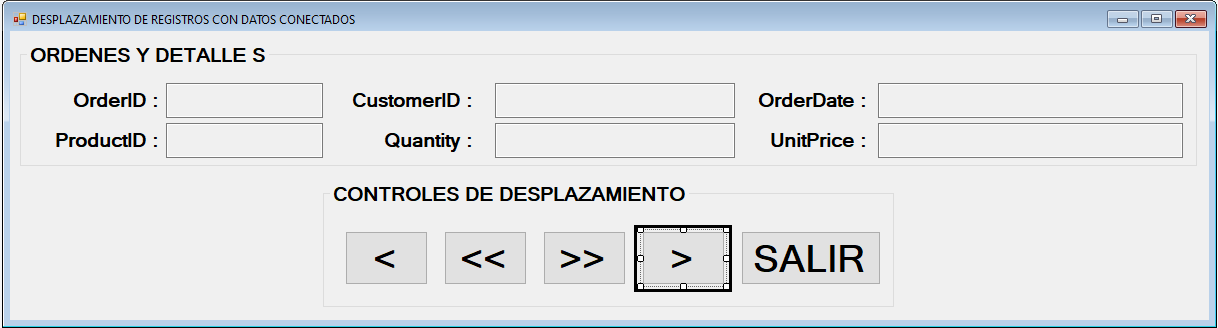 DESPLAZAMIENTO DE REGISTROS CON DATOS CONECTADOS
ORDENES Y DETALLE S
OrderID : CustomerID : OrderDate :
ProductID : Quantity : UnitPrice :
CONTROLES DE DESPLAZAMIENTO
< << >> > SALIR